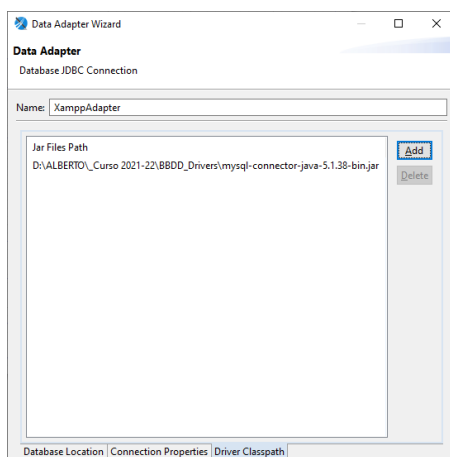 Data Adapter Wizard
Data Adapter
Database JDBC Connection
Name: XamppAdapter
Jar Files Path
D:\ALBERTO\_Curso 2021-22\BBDD_Drivers\mysql-connector-java-5.1.38-bin.jar
Add
Delete
Database Location Connection Properties Driver Classpath